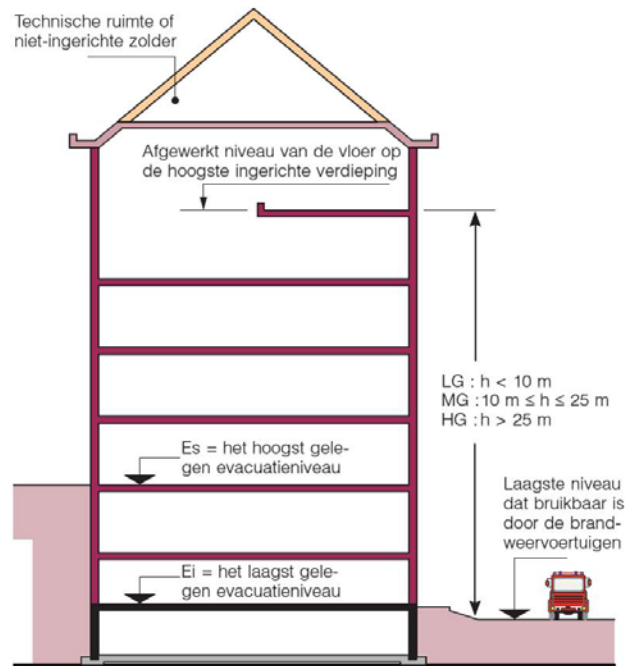 Technische ruimte of
niet-ingerichte zolder
Afgewerkt niveau van de vloer op
de hoogste ingerichte verdieping
LG : h < 10 m
MG : 10 m ≤ h ≤ 25 m
HG : h > 25 m
Es = het hoogst gele-
gen evacuatieniveau
Laagste niveau
dat bruikbaar is
door de brand-
weervoertuigen
Ei = het laagst gele-
gen evacuatieniveau